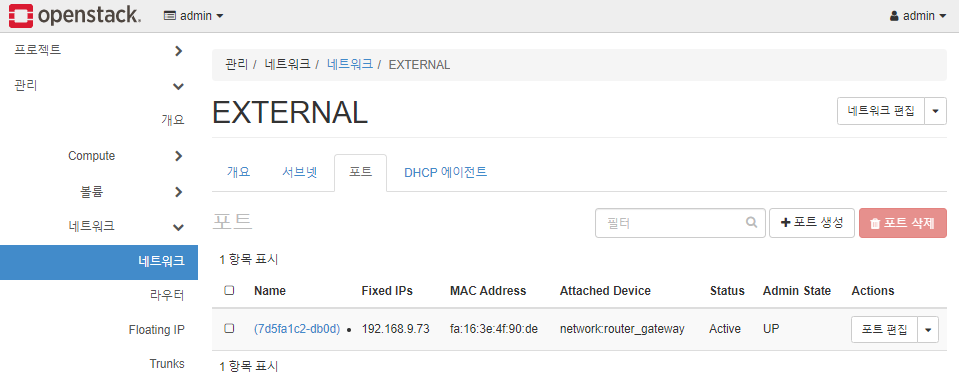 openstack. admin admin
프로젝트
관리
개요
Compute
볼륨
네트워크
네트워크
라우터
Floating IP
Trunks
관리 / 네트워크 / 네트워크 / EXTERNAL
EXTERNAL
네트워크 편집
개요 서브넷 포트 DHCP 에이전트
포트
필터 포트 생성 포트 삭제
1 항목 표시
Name Fixed IPs MAC Address Attached Device Status Admin State Actions
(7d5fa1c2-db0d) • 192.168.9.73 fa:16:3e:4f:90:de network:router_gateway Active UP 포트 편집
1 항목 표시